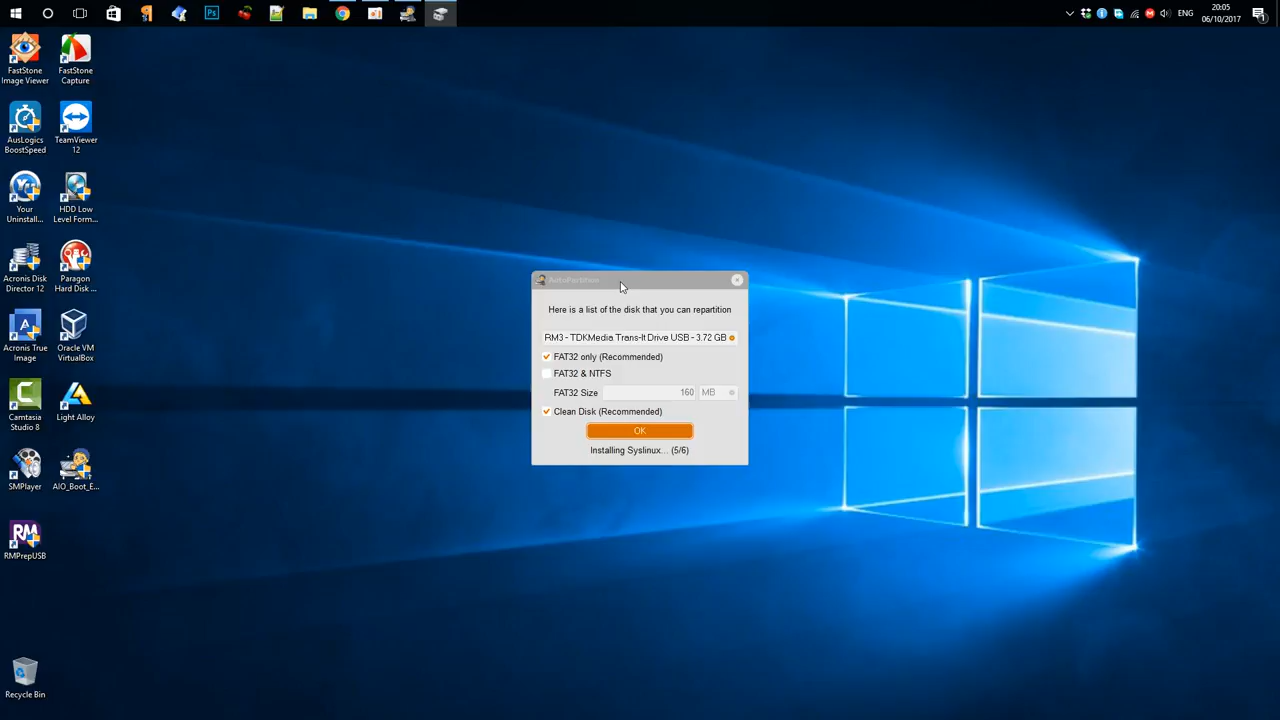 Ps
20:05
ENG
06/10/2017
1
FastStone
Image Viewer
FastStone
Capture
AusLogics
BoostSpeed
TeamViewer
12
Your
Uninstall...
HDD Low
Level Form...
Acronis Disk
Director 12
Paragon
Hard Disk ...
Acronis True
Image
Oracle VM
VirtualBox
Camtasia
Studio 8
Light Alloy
SMPlayer
AIO_Boot_E...
RM
RMPrepUSB
Recycle Bin
AutoPartition
Here is a list of the disk that you can repartition
RM3 - TDKMedia Trans-It Drive USB - 3.72 GB
FAT32 only (Recommended)
FAT32 & NTFS
FAT32 Size 160 MB
Clean Disk (Recommended)
OK
Installing Syslinux... (5/6)